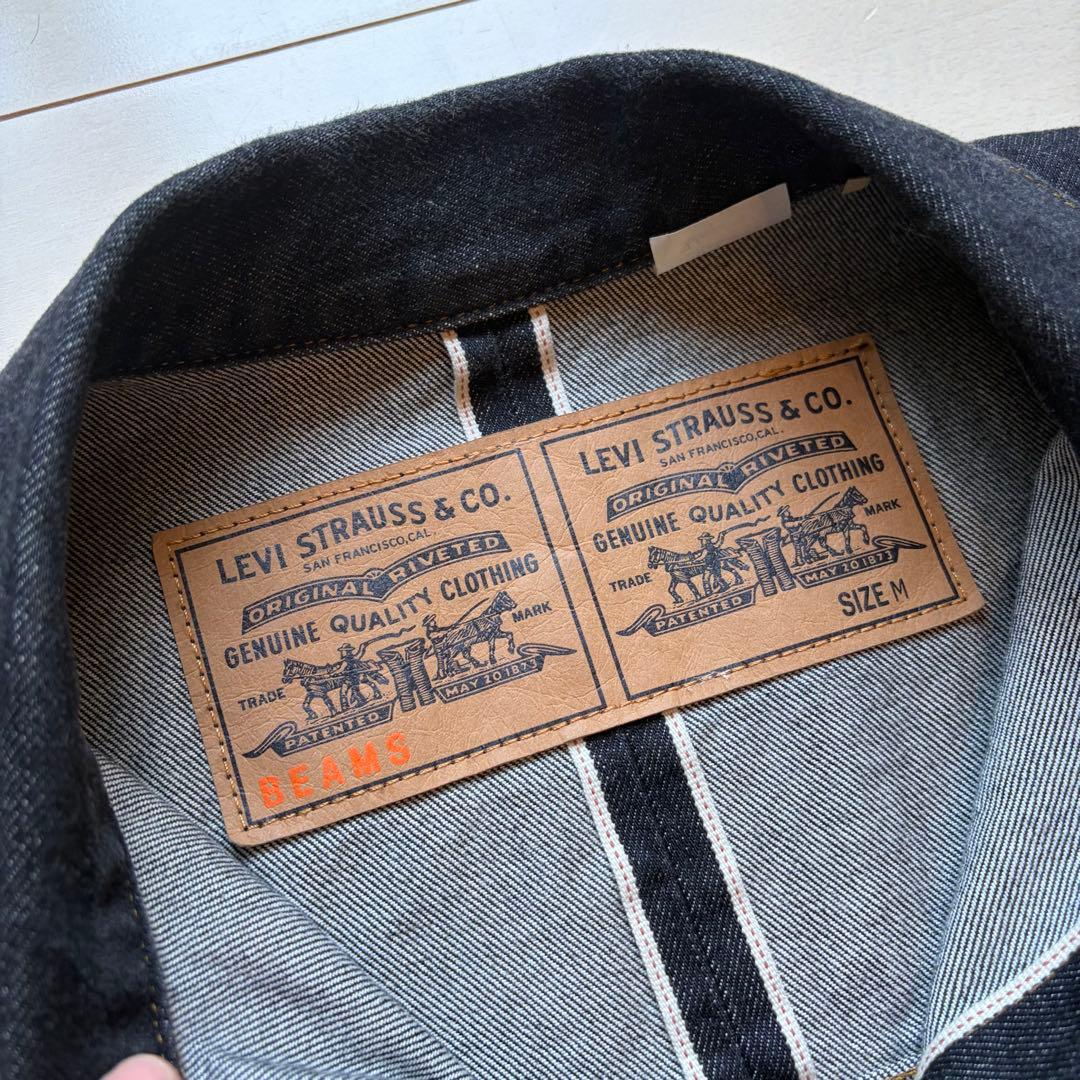 LEVI STRAUSS & CO.
SAN FRANCISCO, CAL.
ORIGINAL RIVETED
GENUINE QUALITY CLOTHING
TRADE MARK
PATENTED MAY 20 1873
BEAMS
LEVI STRAUSS & CO.
SAN FRANCISCO, CAL.
ORIGINAL RIVETED
GENUINE QUALITY CLOTHING
TRADE MARK
PATENTED MAY 20 1873
SIZE M